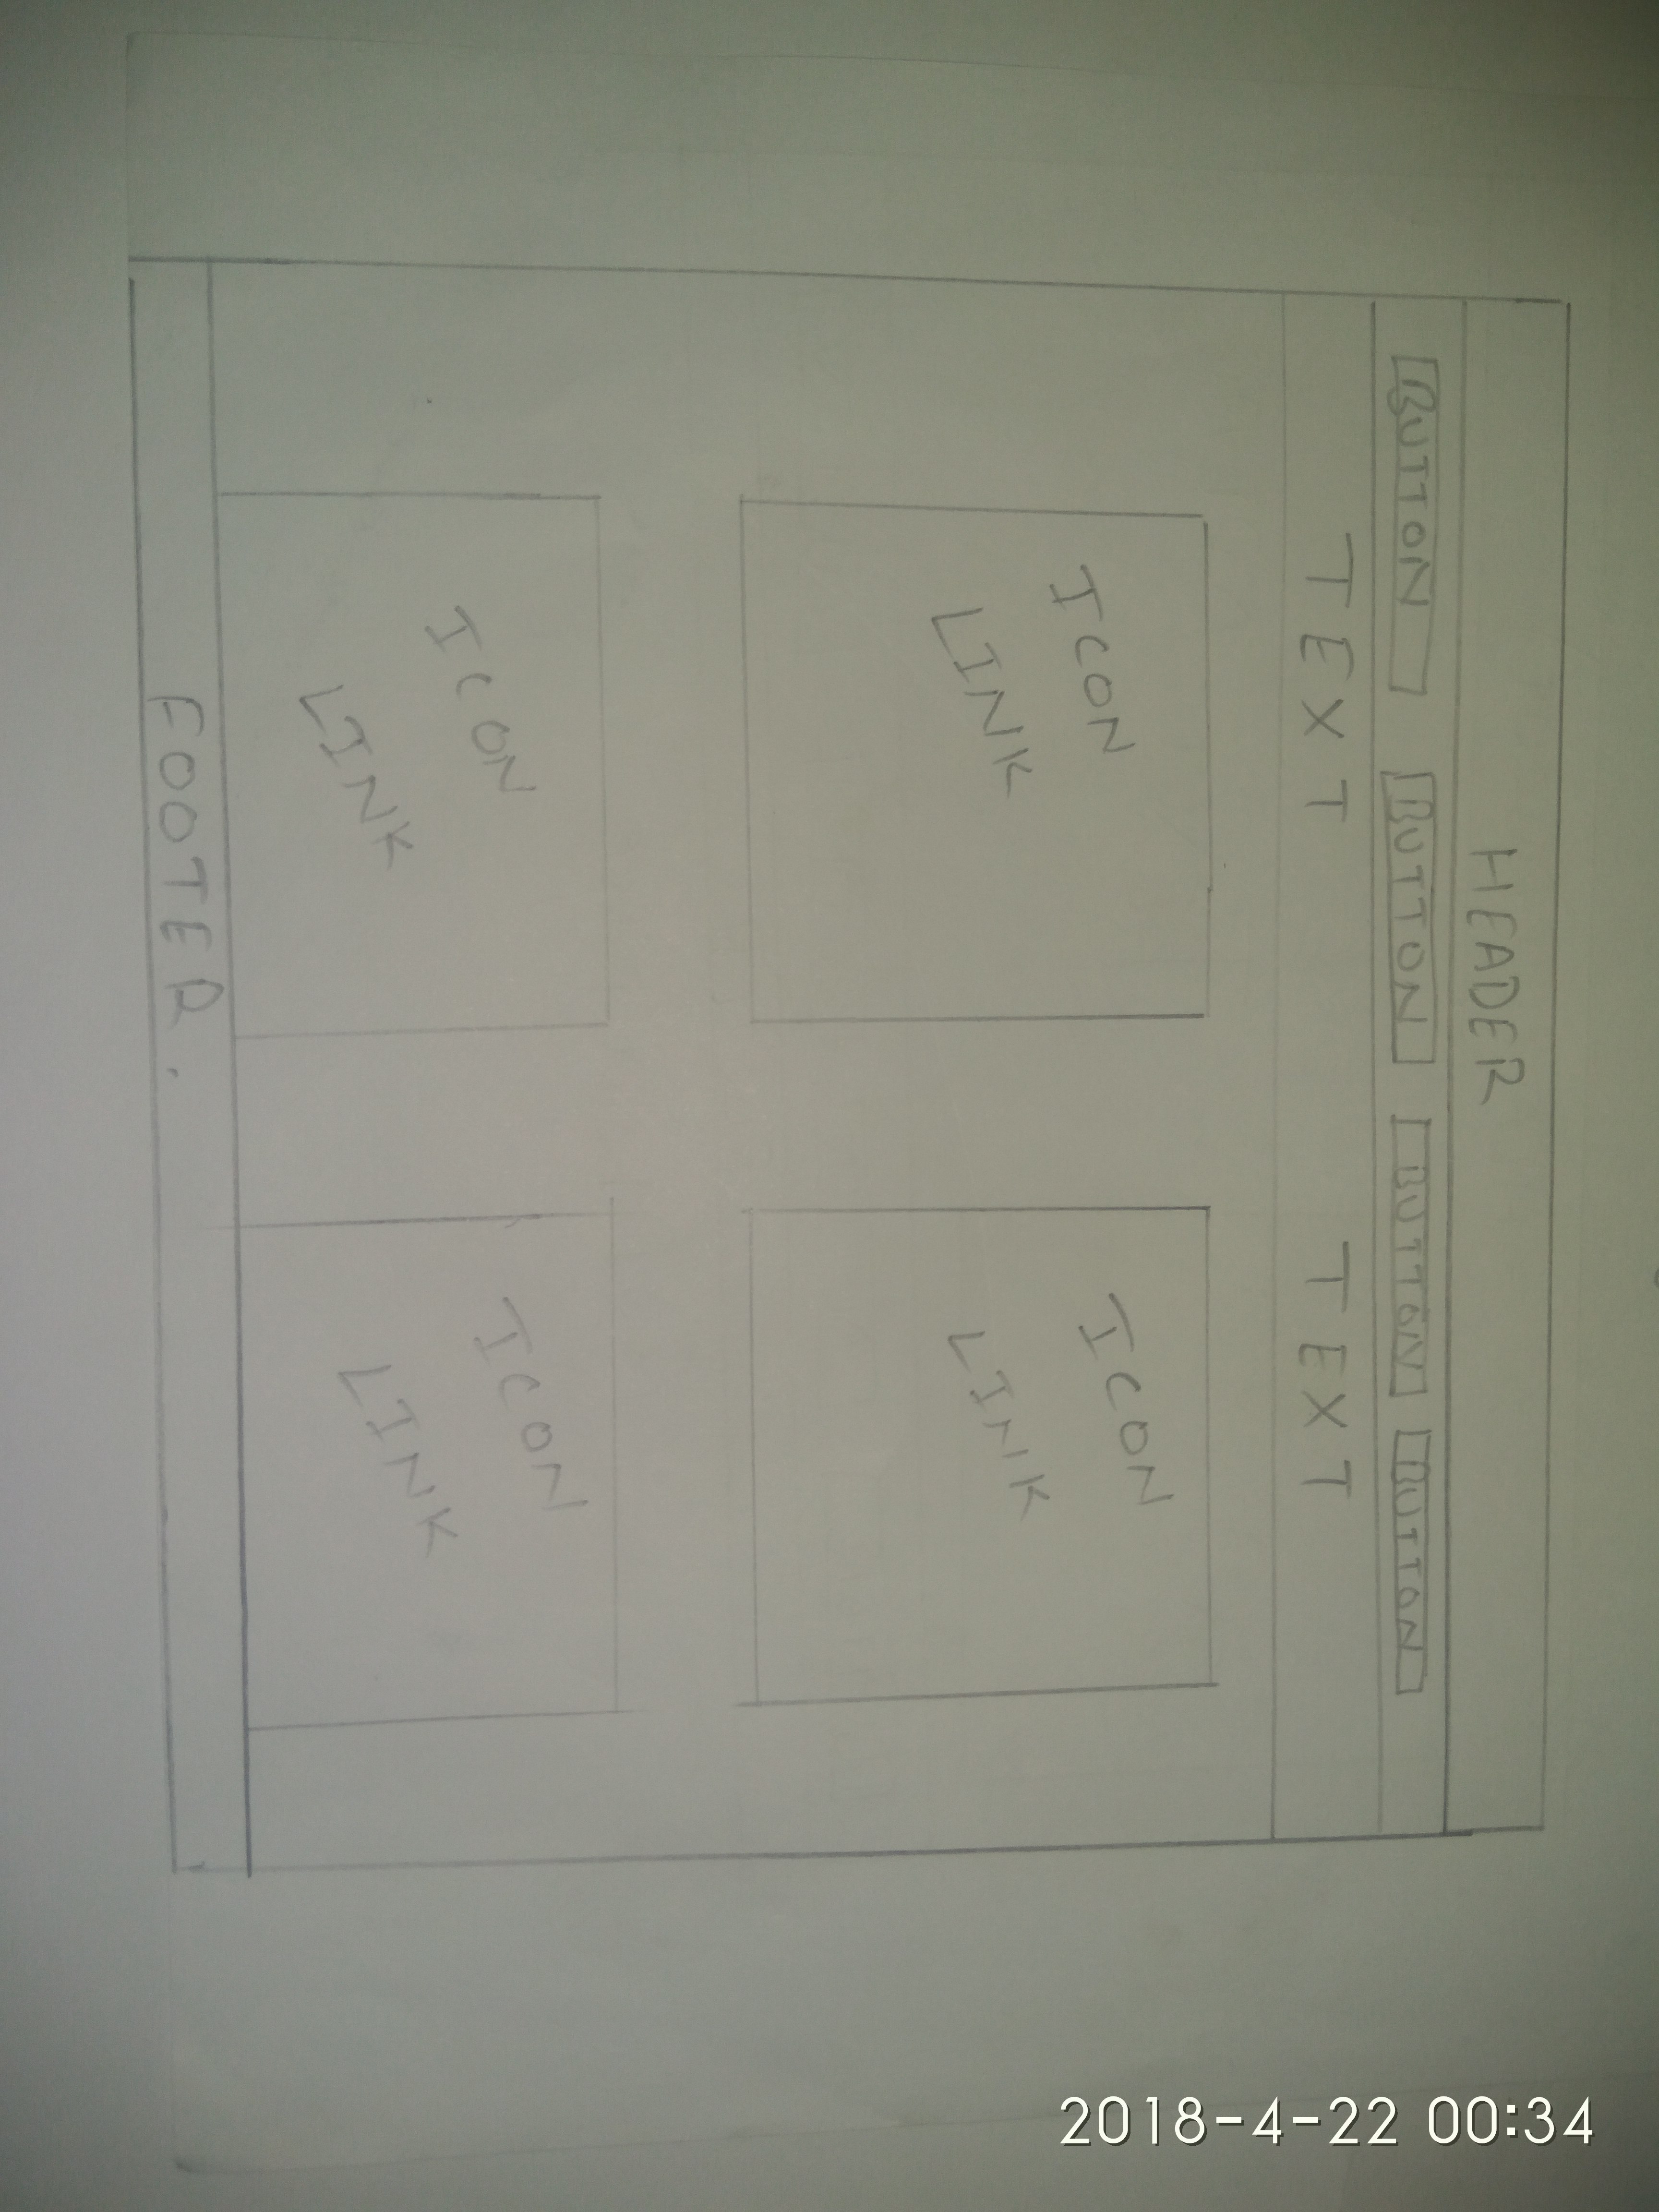 HEADER
BUTTON BUTTON BUTTON BUTTON
TEXT TEXT
ICON ICON
LINK LINK
ICON ICON
LINK LINK
FOOTER.
2018-4-22 00:34